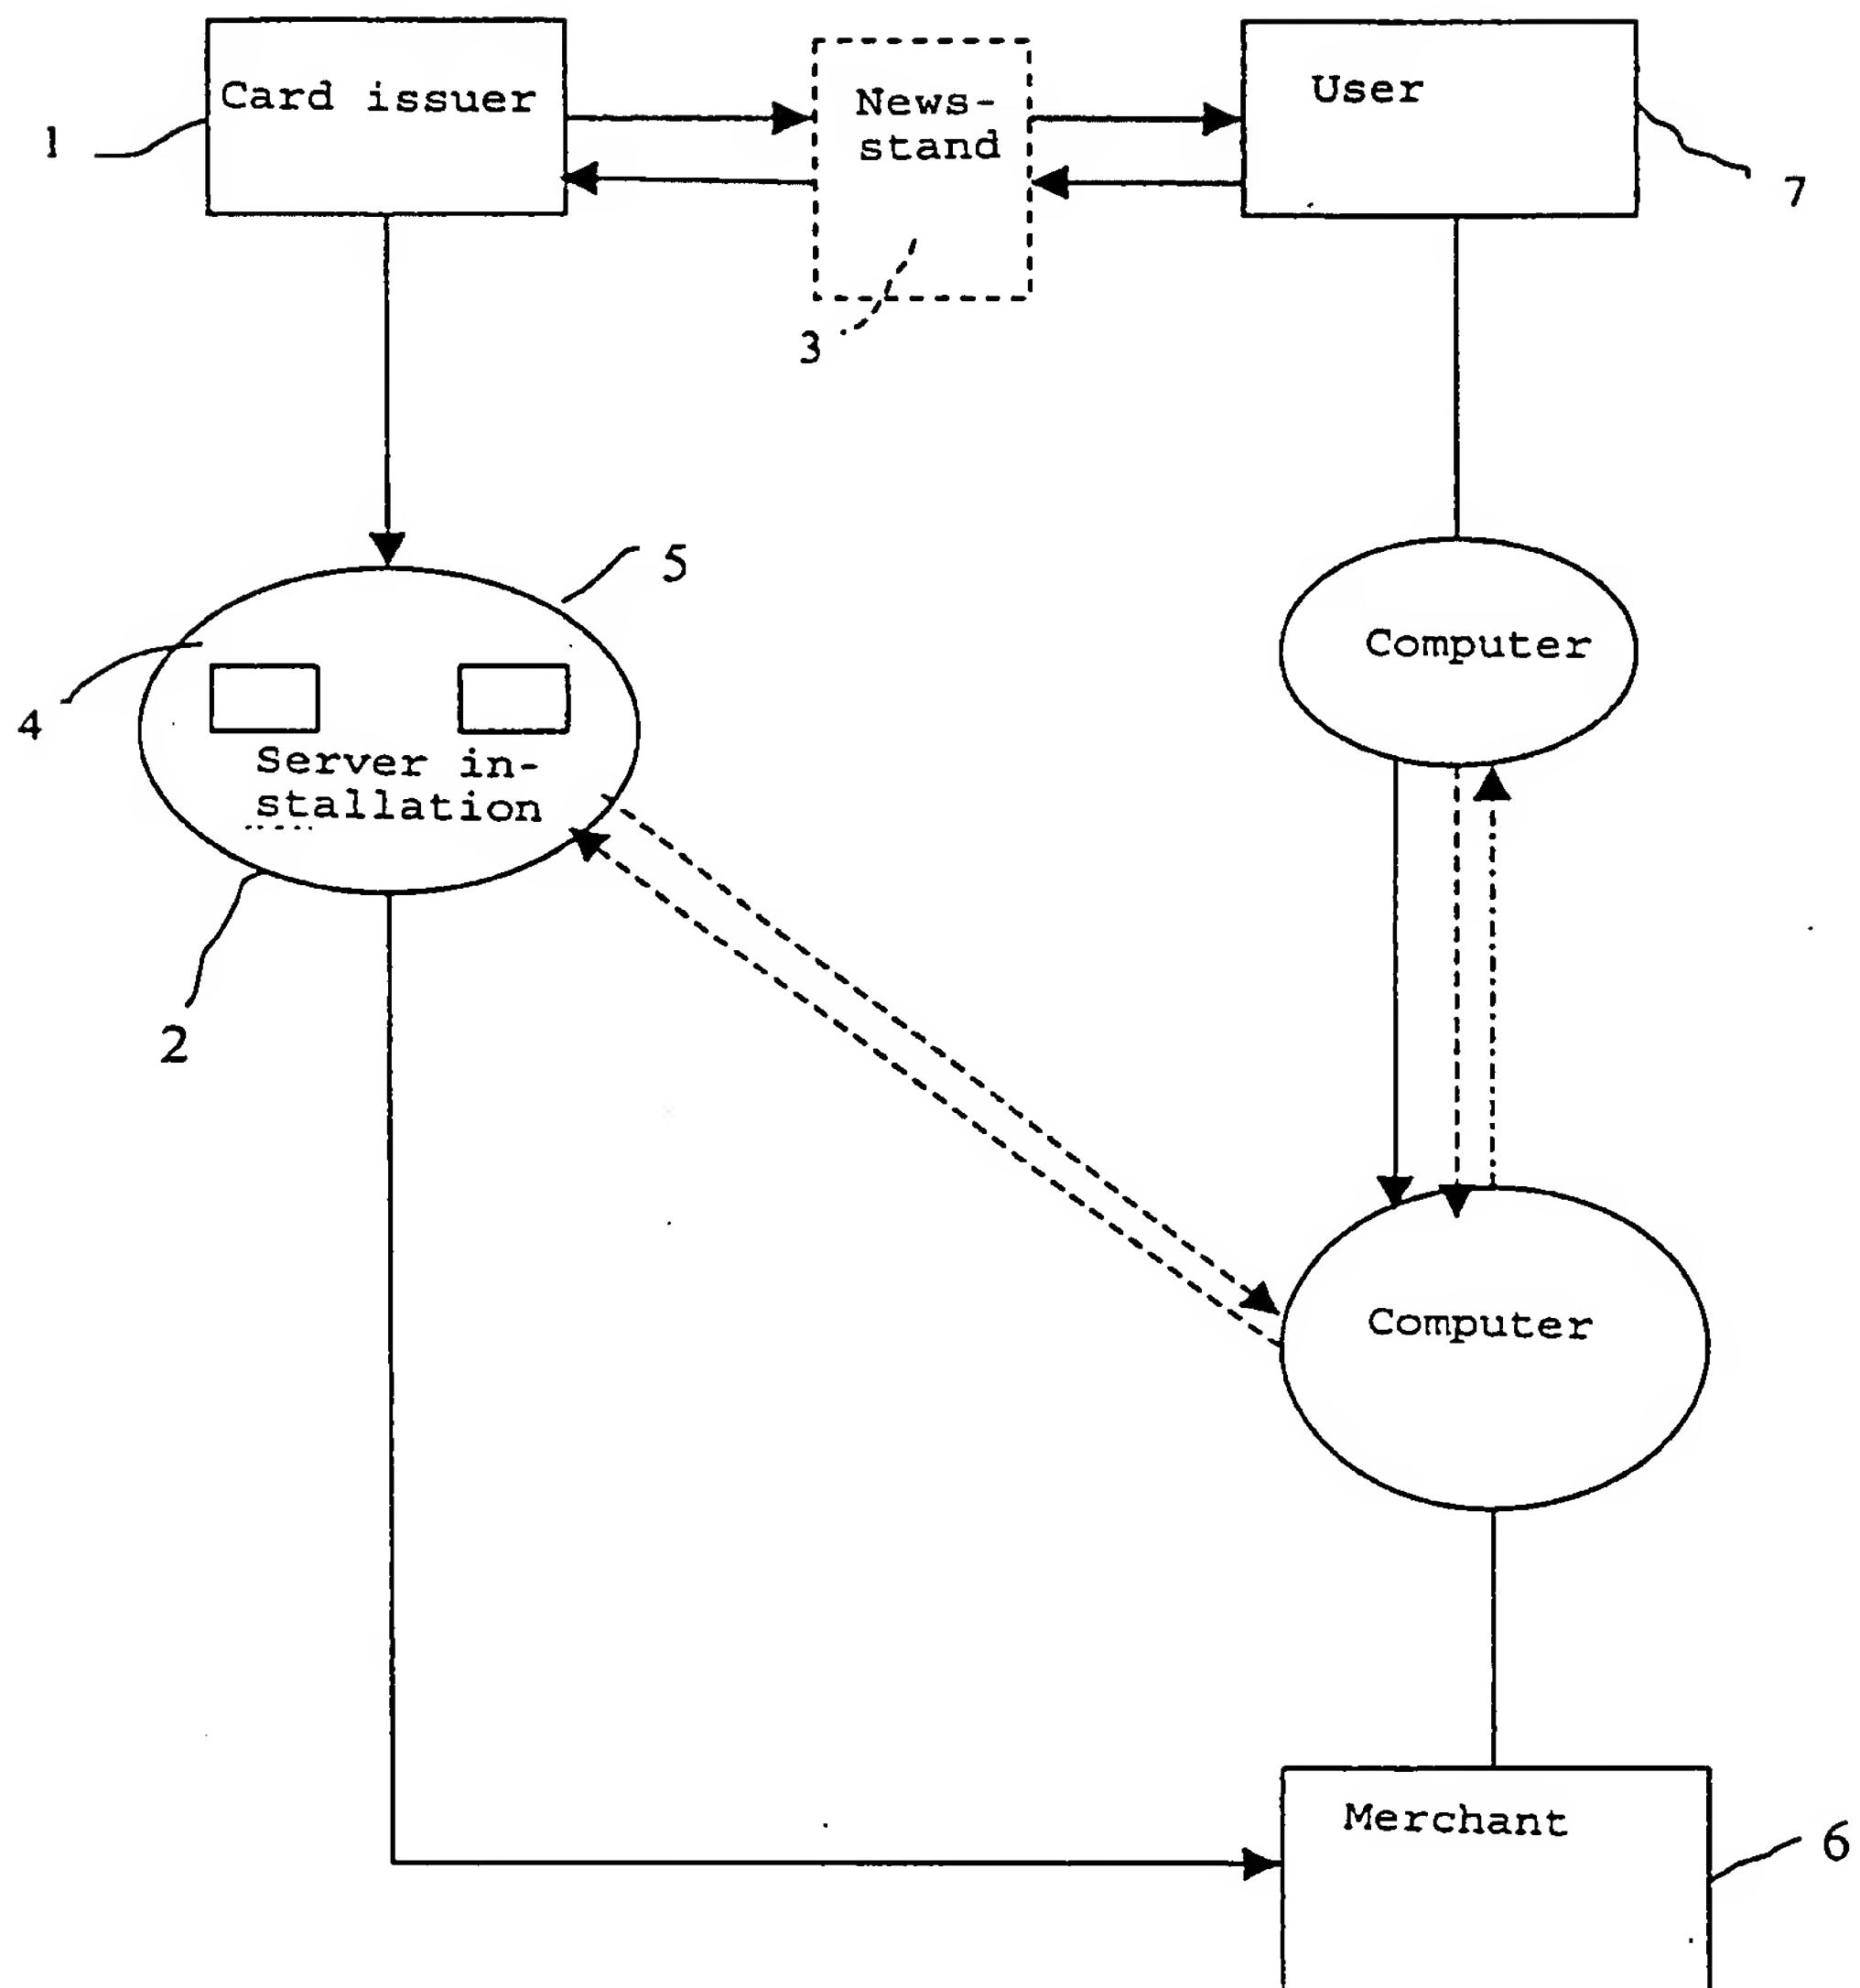 Card issuer
News-
stand
User
1
7
3
5
Computer
4
Server in-
stallation
2
Computer
Merchant
6